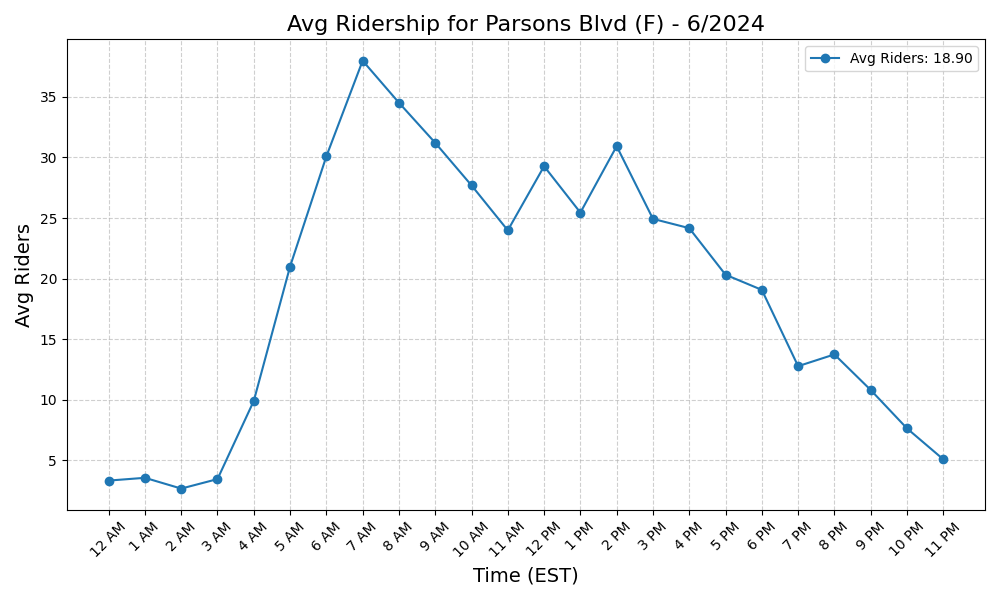 Avg Ridership for Parsons Blvd (F) - 6/2024
Avg Riders: 18.90
Avg Riders
35
30
25
20
15
10
5
12 AM
1 AM
2 AM
3 AM
4 AM
5 AM
6 AM
7 AM
8 AM
9 AM
10 AM
11 AM
12 PM
1 PM
2 PM
3 PM
4 PM
5 PM
6 PM
7 PM
8 PM
9 PM
10 PM
11 PM
Time (EST)